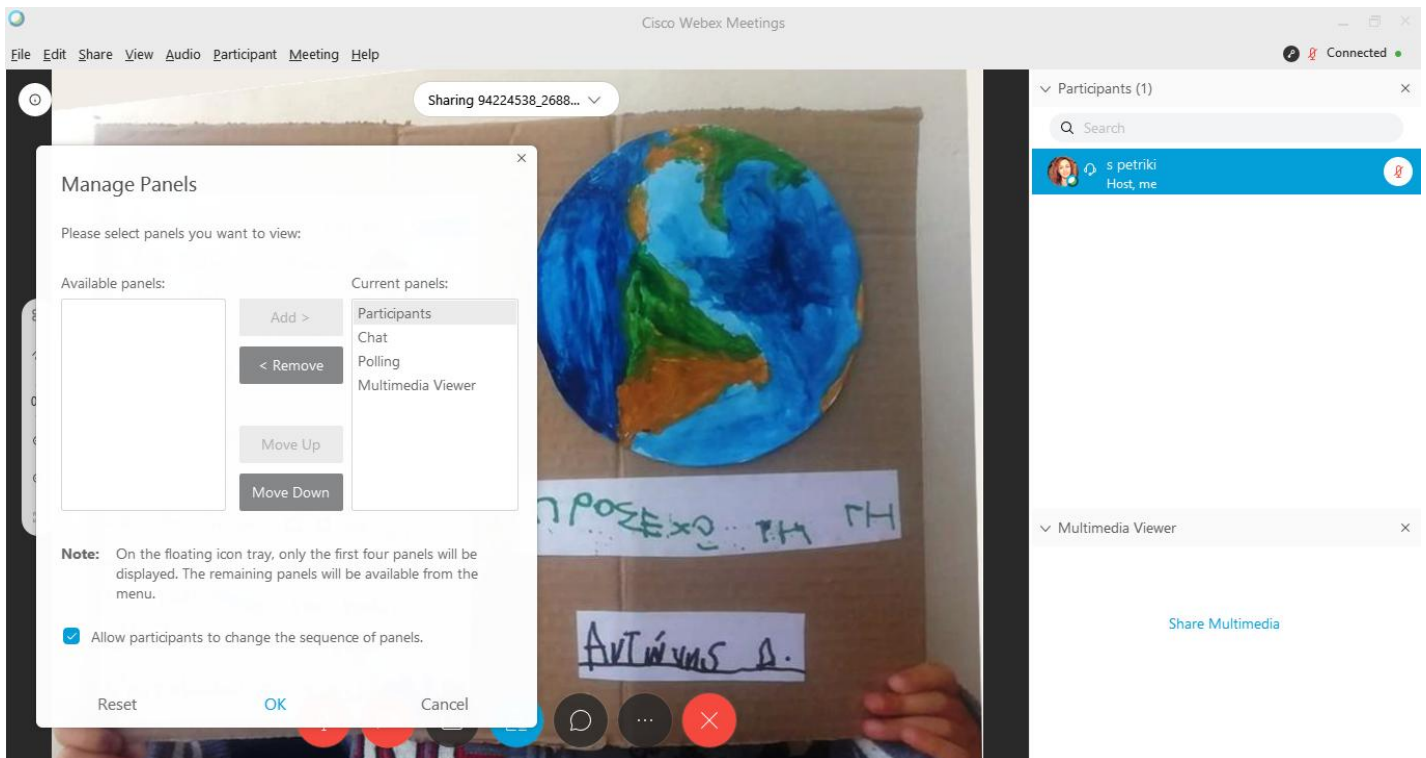 Cisco Webex Meetings
File Edit Share View Audio Participant Meeting Help
Connected
Sharing 94224538_2688...
Manage Panels
Please select panels you want to view:
Available panels:
Current panels:
Add >
< Remove
Move Up
Move Down
Participants
Chat
Polling
Multimedia Viewer
Note: On the floating icon tray, only the first four panels will be
displayed. The remaining panels will be available from the
menu.
Allow participants to change the sequence of panels.
Reset OK Cancel
ΠΡΟΣΕΧΩ ΤΗ ΓΗ
Αντώνης Δ.
Participants (1)
Search
s petriki
Host, me
Multimedia Viewer
Share Multimedia